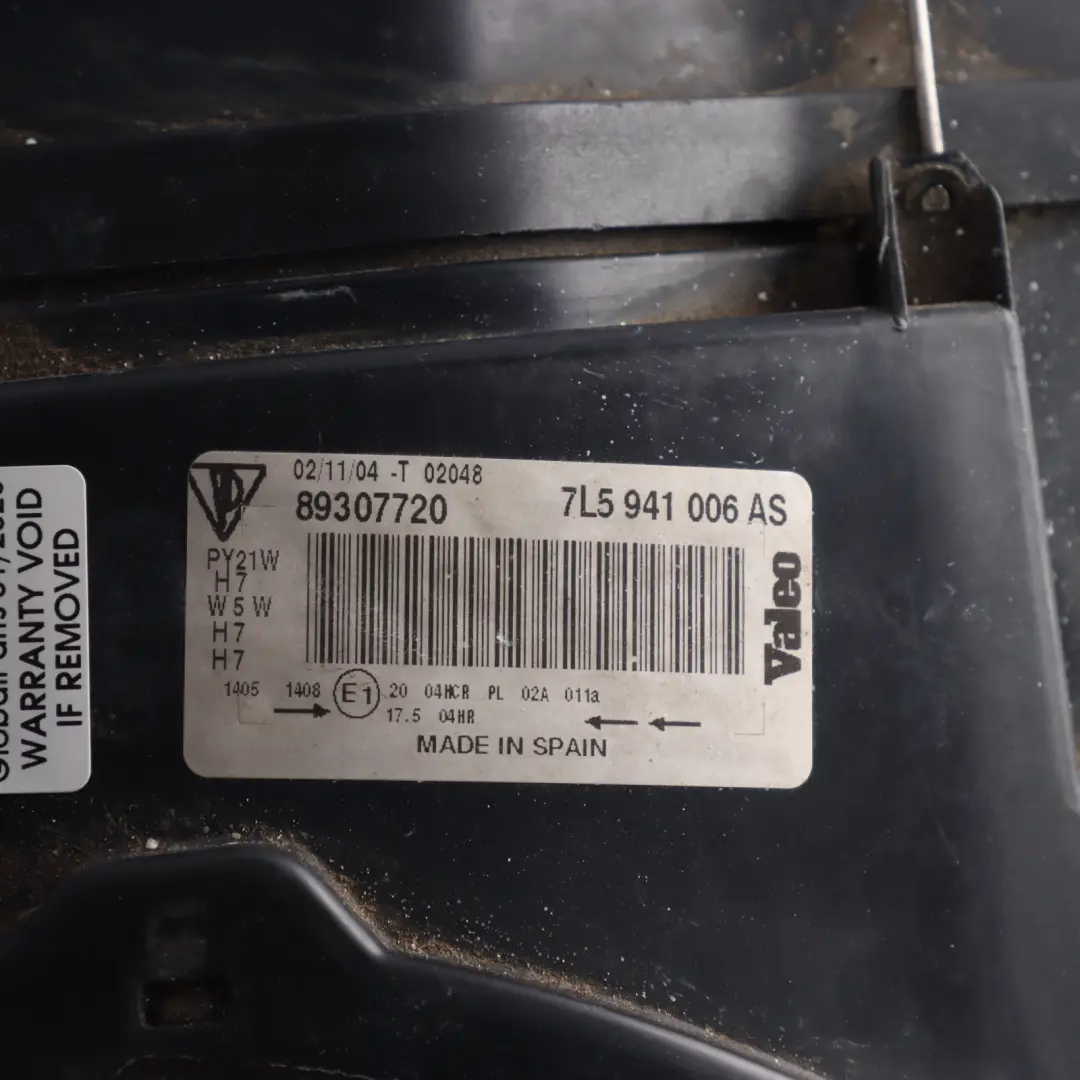 02/11/04 -T 02048
89307720 7L5 941 006 AS
PY21W
H7
W5W
H7
H7
Valeo
1405 1408 E1 20 04HCR PL 02A 011a
17.5 04HR
MADE IN SPAIN
WARRANTY VOID
IF REMOVED